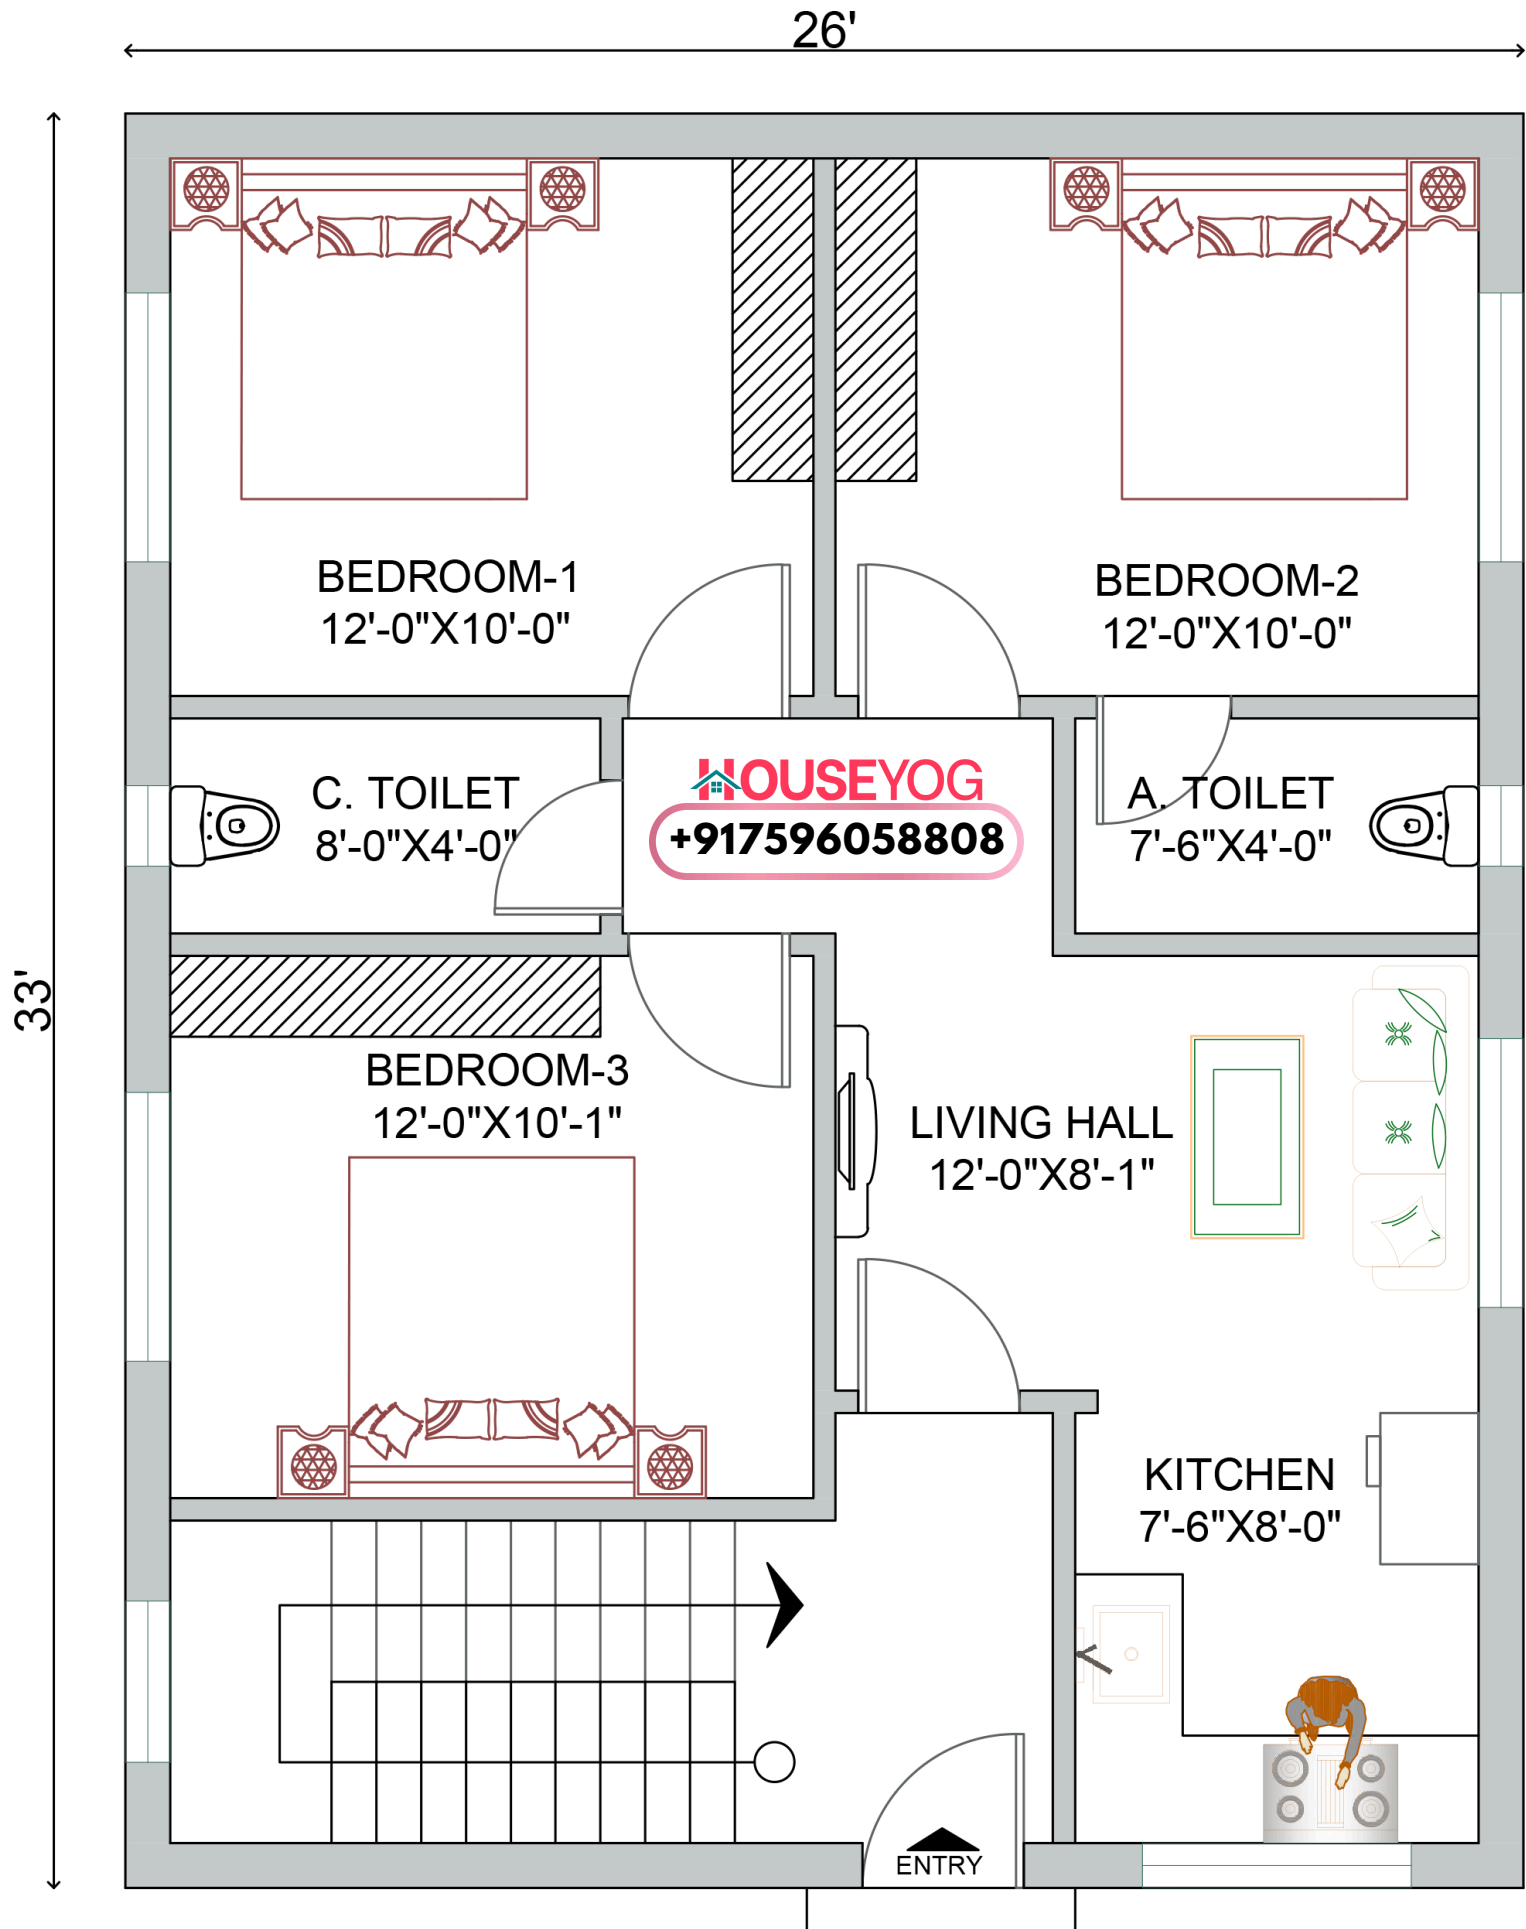 26'
33'
BEDROOM-1
12'-0"X10'-0"
BEDROOM-2
12'-0"X10'-0"
C. TOILET
8'-0"X4'-0"
HOUSEYOG
+917596058808
A. TOILET
7'-6"X4'-0"
BEDROOM-3
12'-0"X10'-1"
LIVING HALL
12'-0"X8'-1"
KITCHEN
7'-6"X8'-0"
ENTRY